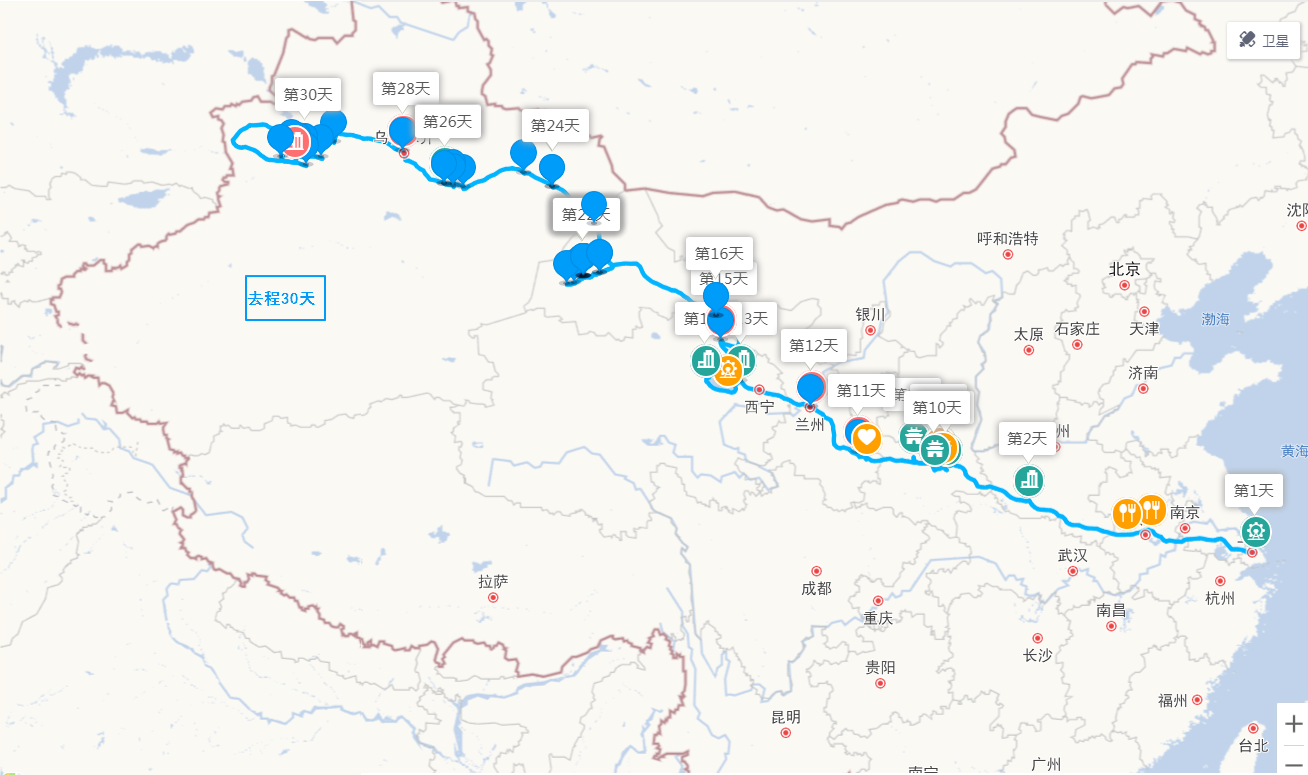 卫星
第30天
第28天
第26天
第24天
乌
第22天
去程30天
第16天
第15天
第1
3天
第12天
第11天
第
第10天
第2天
第1天
西宁
兰州
银川
呼和浩特
北京
天津
石家庄
太原
济南
渤海
黄海
沈阳
州
南京
武汉
杭州
南昌
长沙
成都
重庆
贵阳
拉萨
昆明
福州
台北
广州
南宁